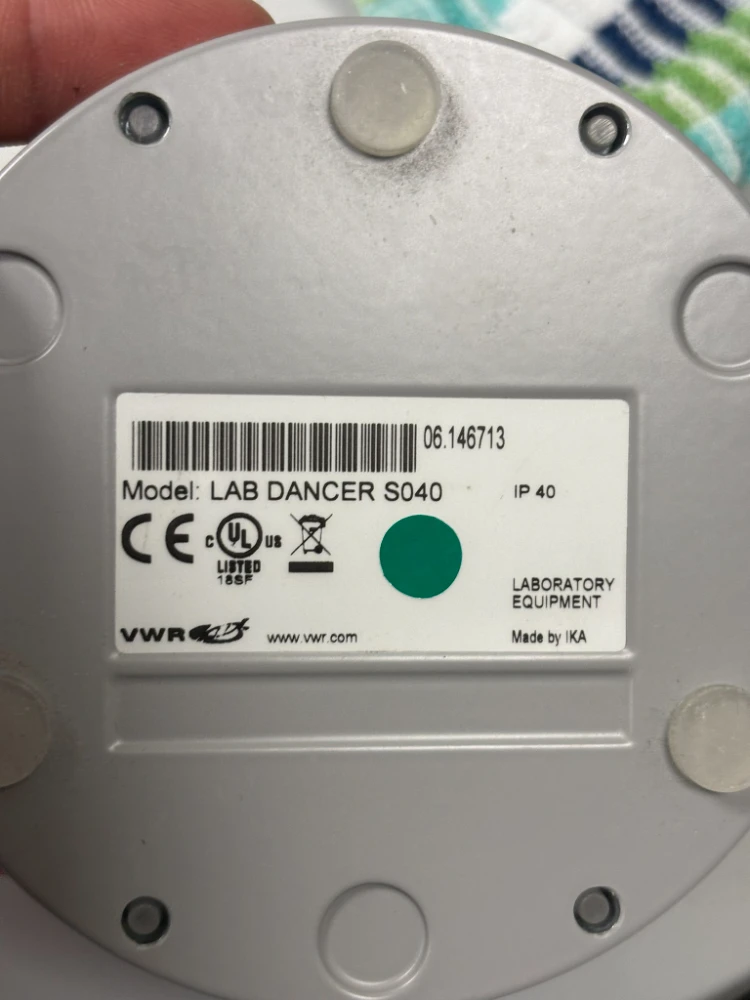 06.146713
Model: LAB DANCER S040 IP 40
CE c UL US
LISTED
18SF
LABORATORY
EQUIPMENT
VWR www.vwr.com Made by IKA